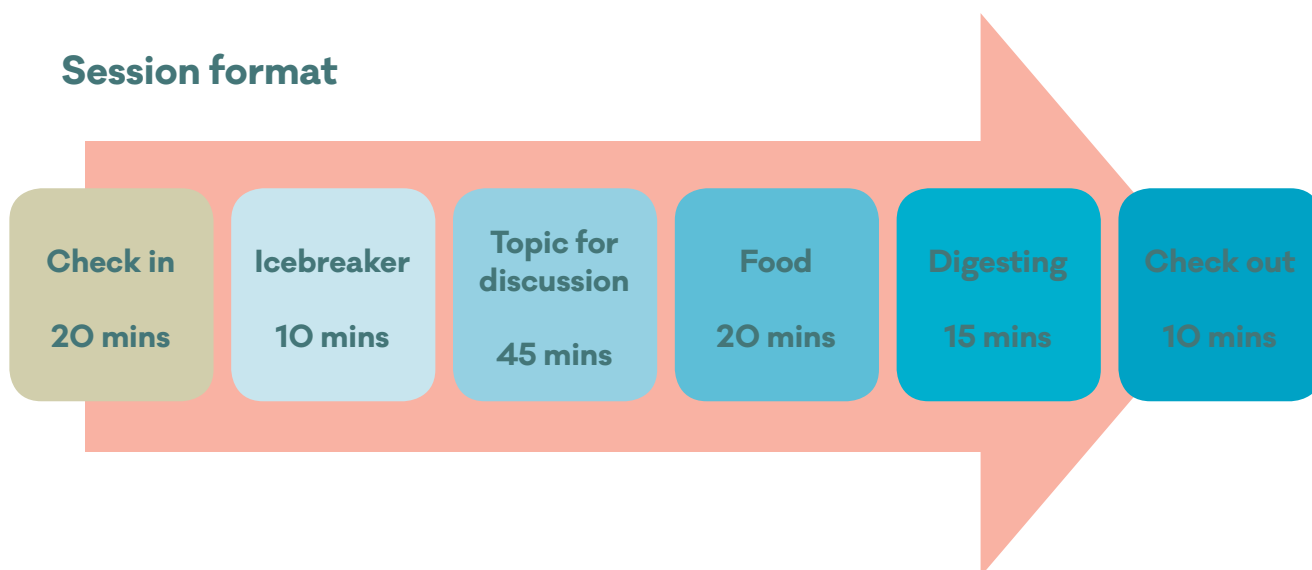 Session format
Check in
20 mins
Icebreaker
10 mins
Topic for
discussion
45 mins
Food
20 mins
Digesting
15 mins
Check out
10 mins